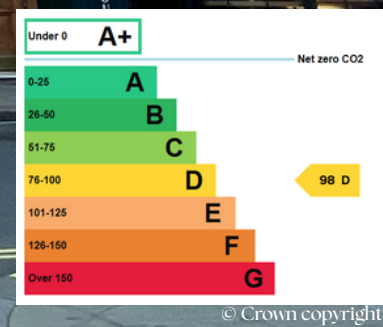 Under 0 A+
Net zero CO2
0-25 A
26-50 B
51-75 C
76-100 D 98 D
101-125 E
126-150 F
Over 150 G
© Crown copyright